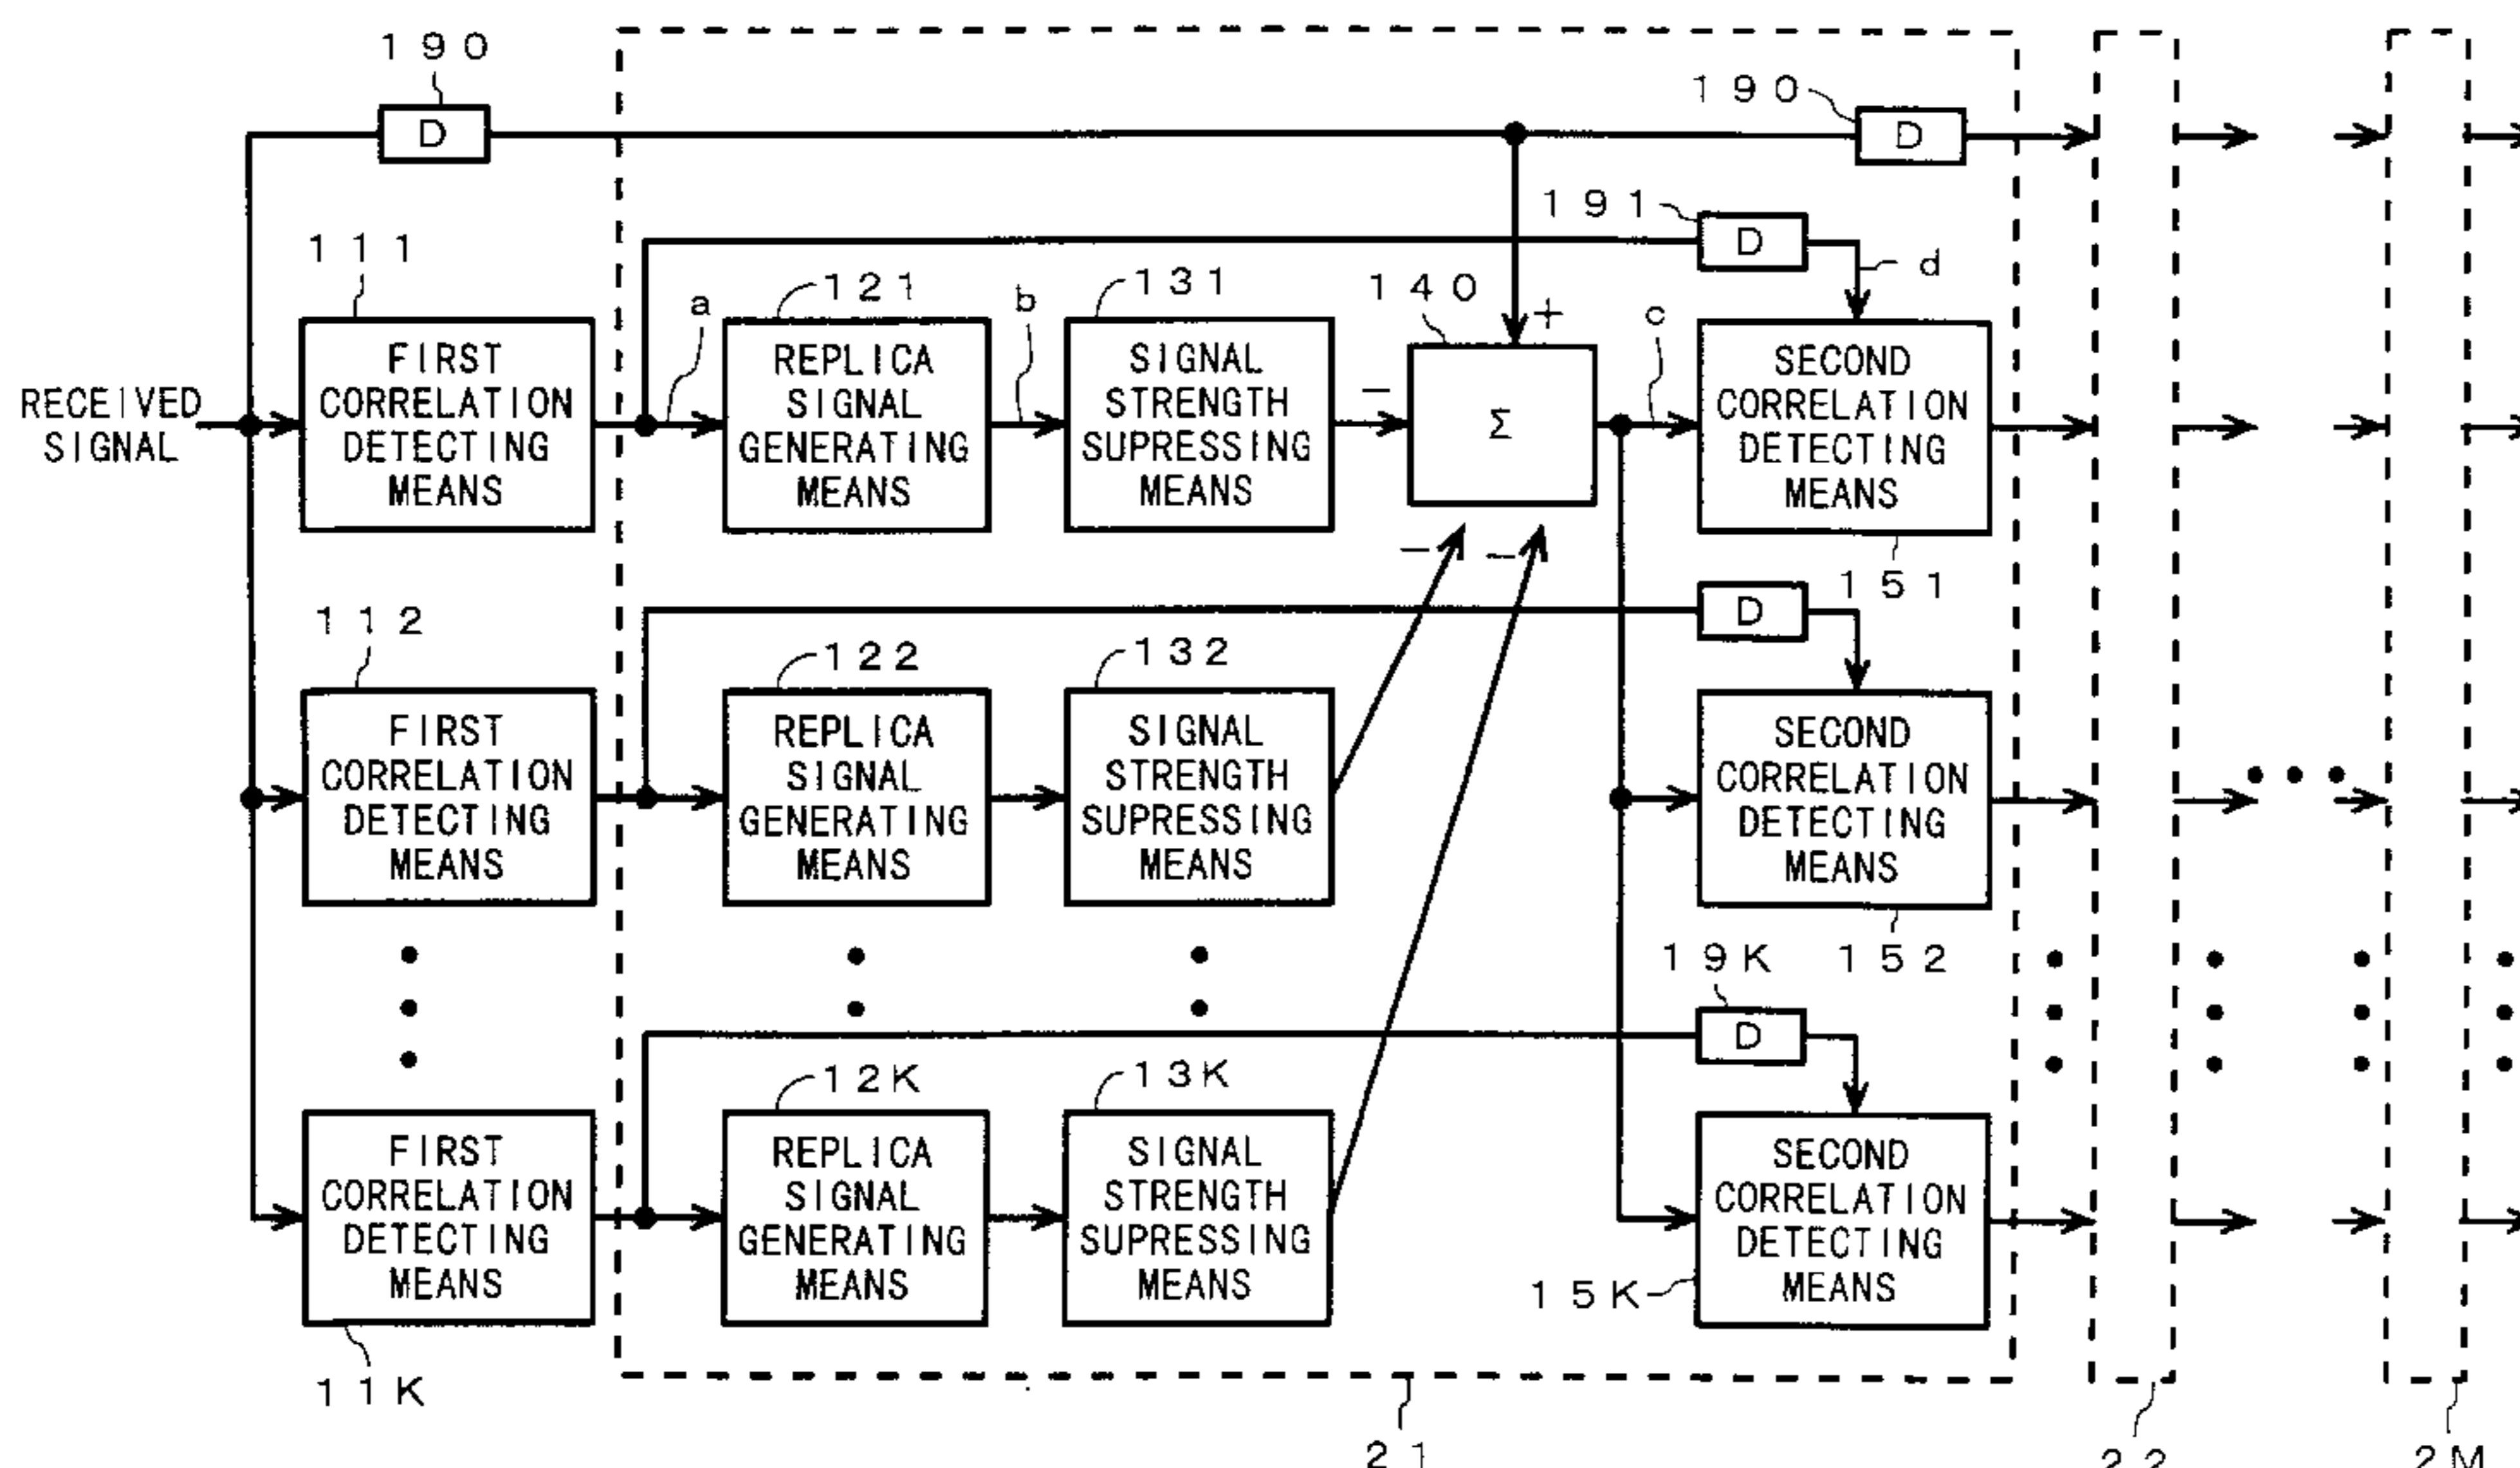 190
D
190
D
111
191
D
d
121
131
140
+
a
b
c
RECEIVED
SIGNAL
FIRST
CORRELATION
DETECTING
MEANS
REPLICA
SIGNAL
GENERATING
MEANS
SIGNAL
STRENGTH
SUPRESSING
MEANS
-
Σ
SECOND
CORRELATION
DETECTING
MEANS
- -
151
D
112
122
132
FIRST
CORRELATION
DETECTING
MEANS
REPLICA
SIGNAL
GENERATING
MEANS
SIGNAL
STRENGTH
SUPRESSING
MEANS
SECOND
CORRELATION
DETECTING
MEANS
152
19K
D
12K
13K
FIRST
CORRELATION
DETECTING
MEANS
REPLICA
SIGNAL
GENERATING
MEANS
SIGNAL
STRENGTH
SUPRESSING
MEANS
SECOND
CORRELATION
DETECTING
MEANS
15K
11K
21
22
2M